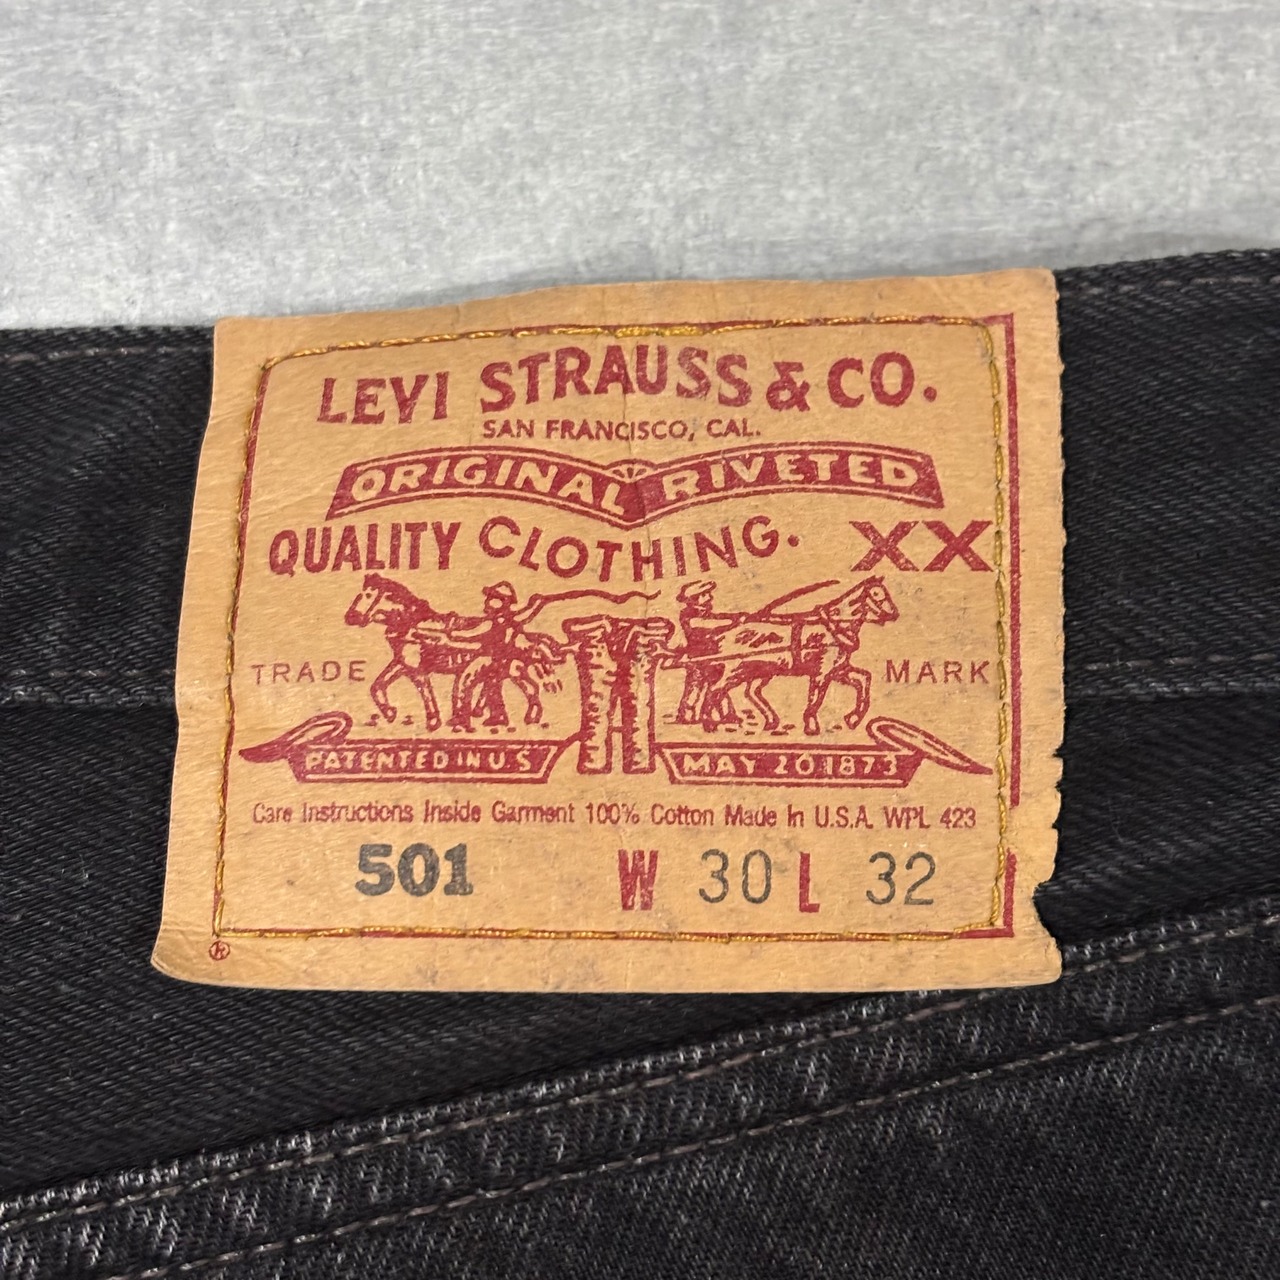 LEVI STRAUSS & CO.
SAN FRANCISCO, CAL.
ORIGINAL RIVETED
QUALITY CLOTHING. XX
TRADE MARK
PATENTED IN U.S MAY 20 1873
Care Instructions Inside Garment 100% Cotton Made In U.S.A. WPL 423
501 W 30 L 32
®